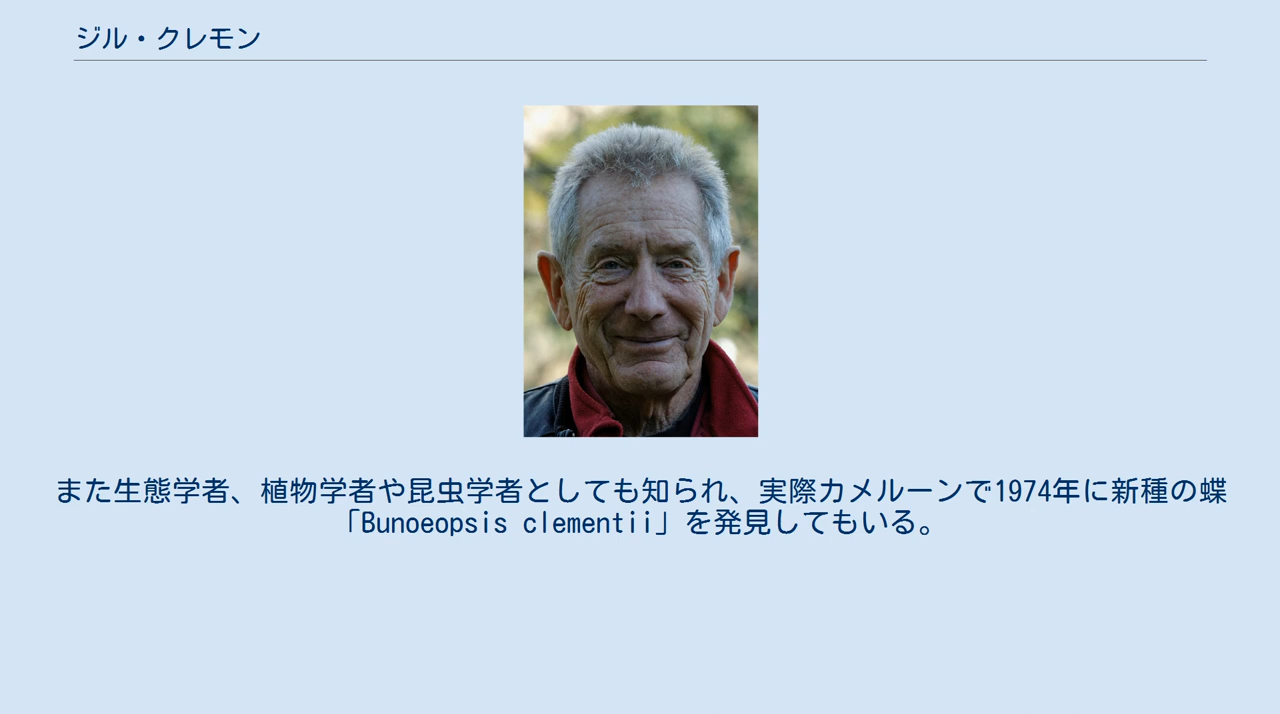 ジル・クレモン
また生態学者、植物学者や昆虫学者としても知られ、実際カメルーンで1974年に新種の蝶
「Bunoeopsis clementii」を発見してもいる。